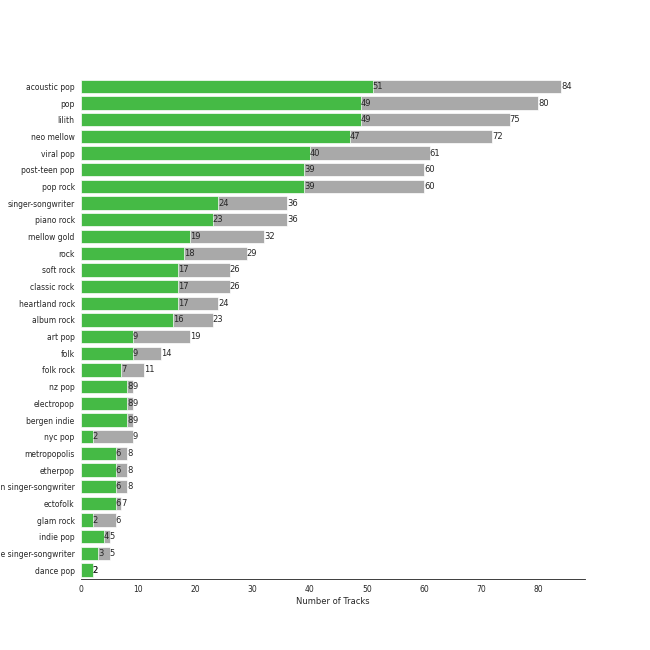 acoustic pop 51 84
pop 49 80
lilith 49 75
neo mellow 47 72
viral pop 40 61
post-teen pop 39 60
pop rock 39 60
singer-songwriter 24 36
piano rock 23 36
mellow gold 19 32
rock 18 29
soft rock 17 26
classic rock 17 26
heartland rock 17 24
album rock 16 23
art pop 9 19
folk 9 14
folk rock 7 11
nz pop 8 9
electropop 8 9
bergen indie 8 9
nyc pop 2 9
metropopolis 6 8
etherpop 6 8
n singer-songwriter 6 8
ectofolk 6 7
glam rock 2 6
indie pop 4 5
e singer-songwriter 3 5
dance pop 2 2
0 10 20 30 40 50 60 70 80
Number of Tracks